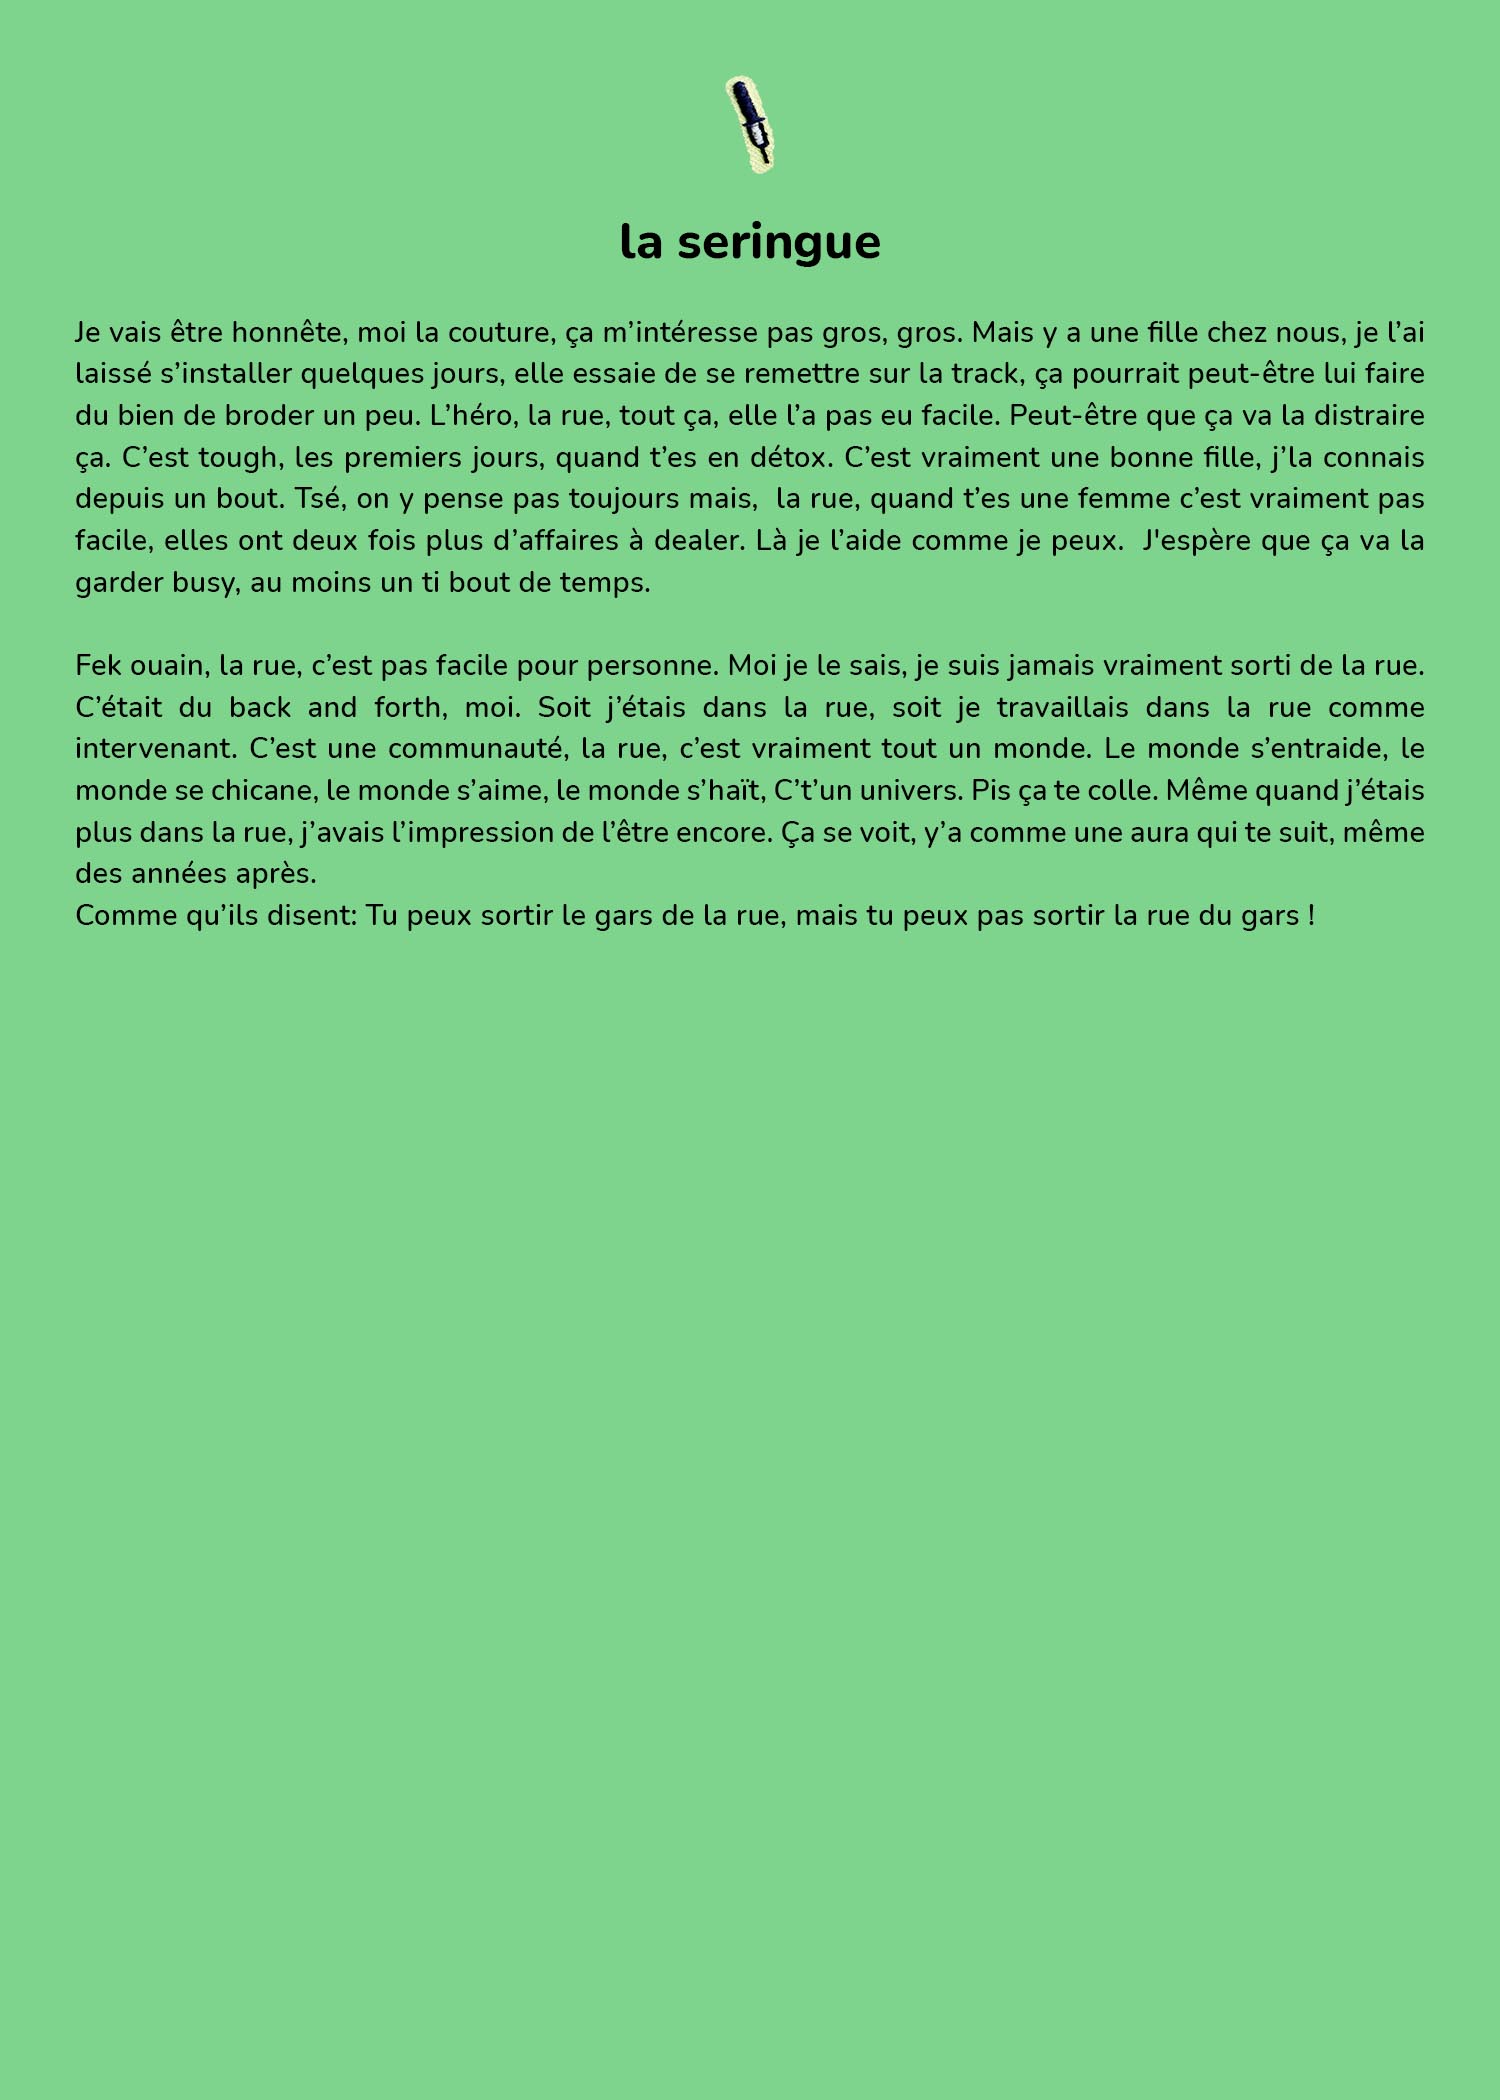 la seringue
Je vais être honnête, moi la couture, ça m’intéresse pas gros, gros. Mais y a une fille chez nous, je l’ai
laissé s’installer quelques jours, elle essaie de se remettre sur la track, ça pourrait peut-être lui faire
du bien de broder un peu. L’héro, la rue, tout ça, elle l’a pas eu facile. Peut-être que ça va la distraire
ça. C’est tough, les premiers jours, quand t’es en détox. C’est vraiment une bonne fille, j’la connais
depuis un bout. Tsé, on y pense pas toujours mais,  la rue, quand t’es une femme c’est vraiment pas
facile, elles ont deux fois plus d’affaires à dealer. Là je l’aide comme je peux.  J'espère que ça va la
garder busy, au moins un ti bout de temps.
Fek ouain, la rue, c’est pas facile pour personne. Moi je le sais, je suis jamais vraiment sorti de la rue.
C’était du back and forth, moi. Soit j’étais dans la rue, soit je travaillais dans la rue comme
intervenant. C’est une communauté, la rue, c’est vraiment tout un monde. Le monde s’entraide, le
monde se chicane, le monde s’aime, le monde s’haït, C’t’un univers. Pis ça te colle. Même quand j’étais
plus dans la rue, j’avais l’impression de l’être encore. Ça se voit, y’a comme une aura qui te suit, même
des années après.
Comme qu’ils disent: Tu peux sortir le gars de la rue, mais tu peux pas sortir la rue du gars !